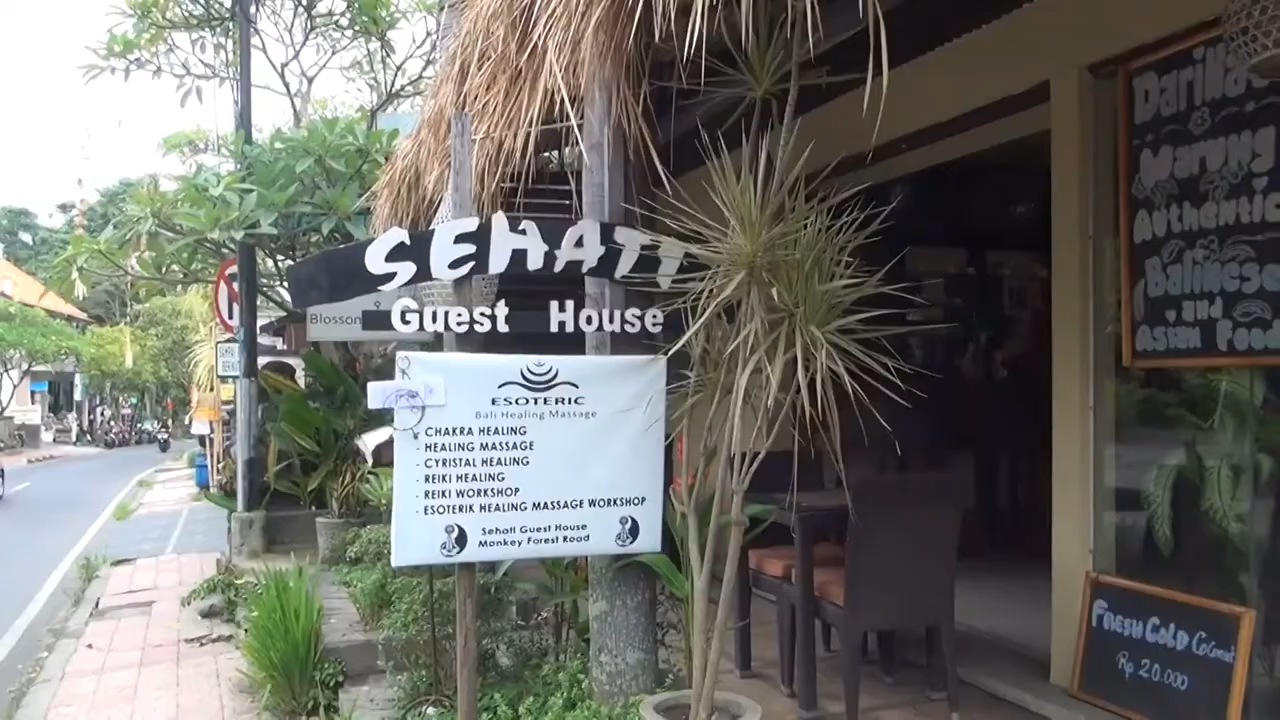 SEHATI
Guest House
Blossom
ESOTERIC
Bali Healing Massage
- CHAKRA HEALING
- HEALING MASSAGE
- CYRISTAL HEALING
- REIKI HEALING
- REIKI WORKSHOP
- ESOTERIK HEALING MASSAGE WORKSHOP
Sehati Guest House
Monkey Forest Road
Warung
Authentic
Balinese
and
Asian Food
FRESH COLD Coconut
Rp 20.000